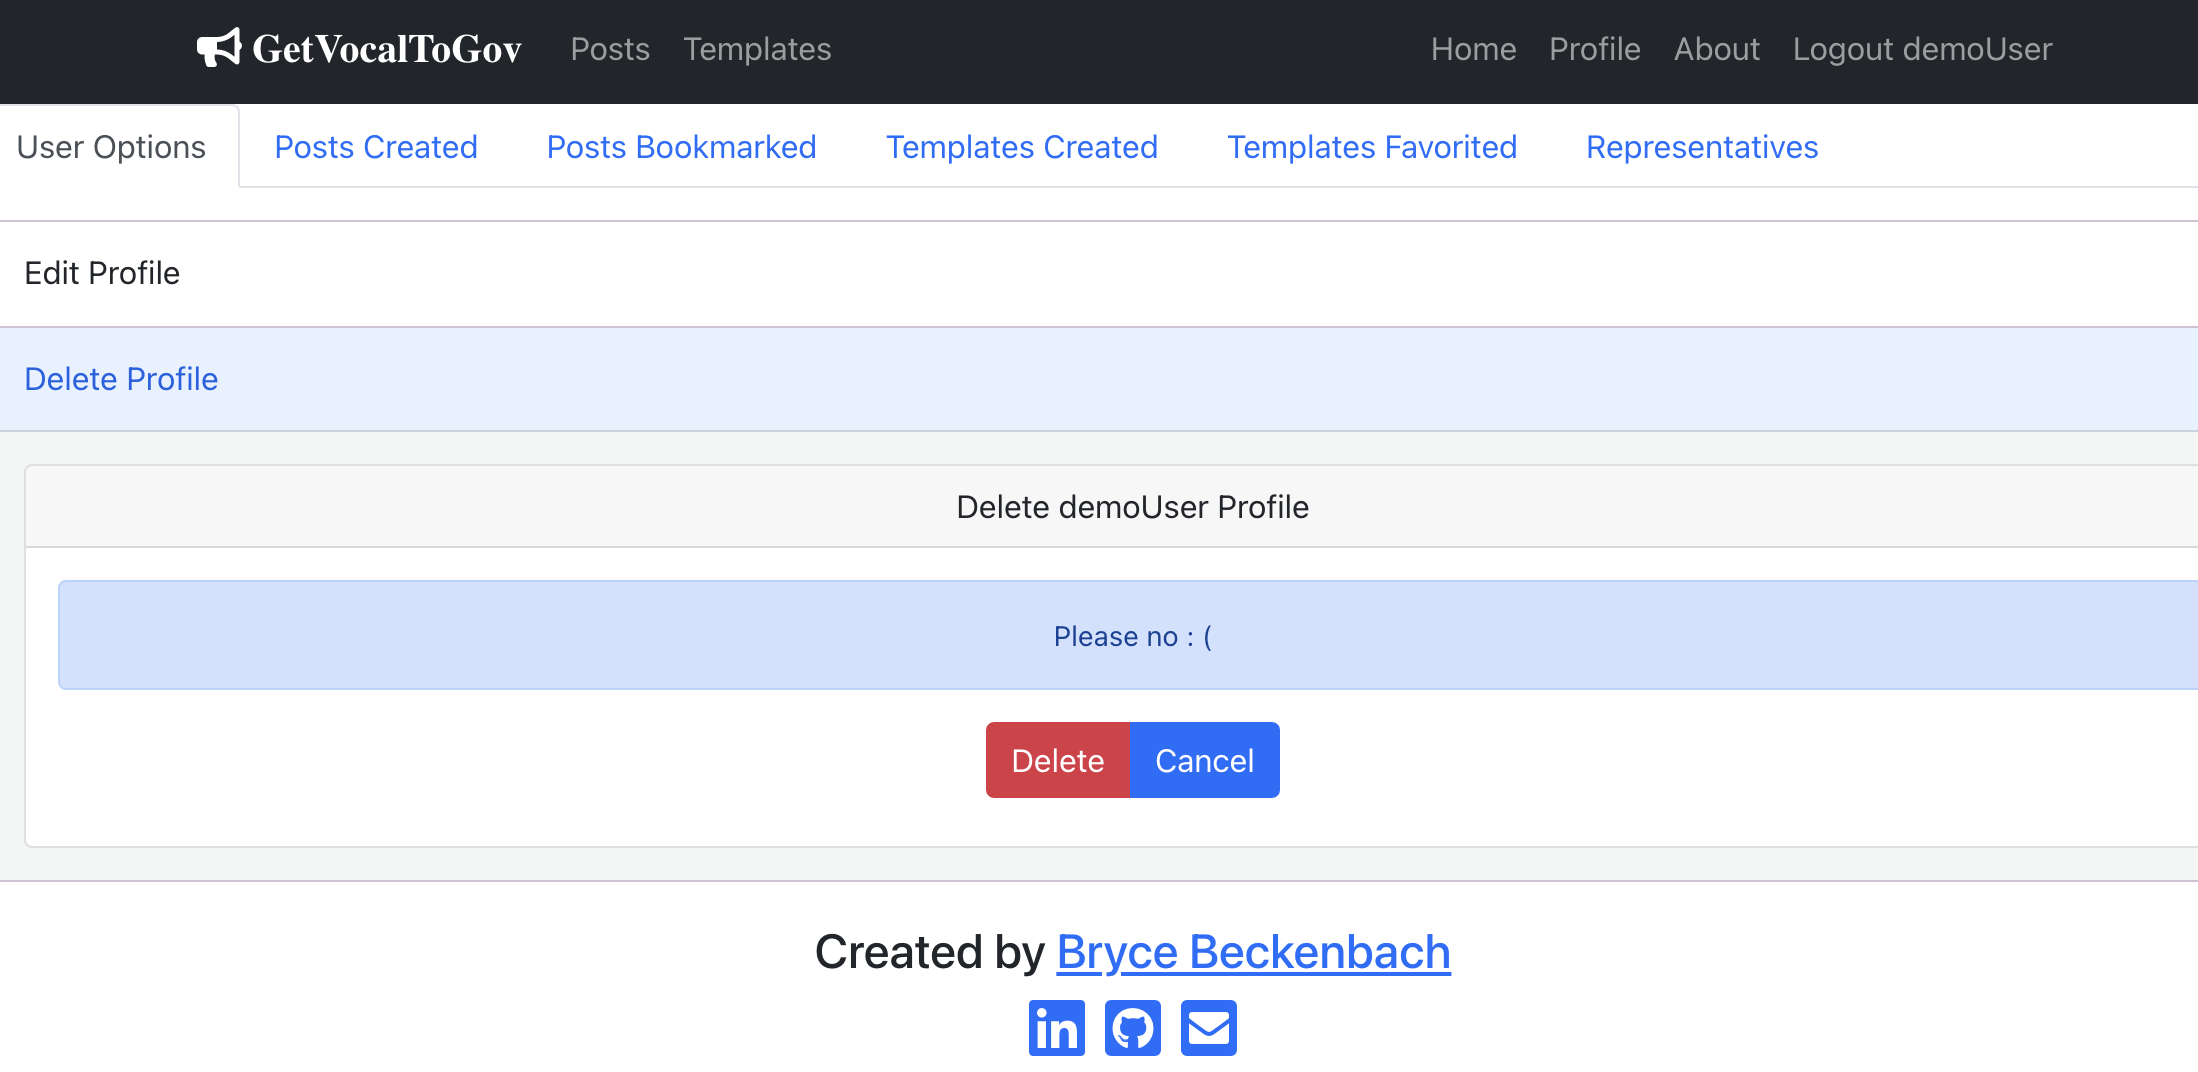 GetVocalToGov Posts Templates Home Profile About Logout demoUser
User Options Posts Created Posts Bookmarked Templates Created Templates Favorited Representatives
Edit Profile
Delete Profile
Delete demoUser Profile
Please no : (
Delete Cancel
Created by Bryce Beckenbach
in